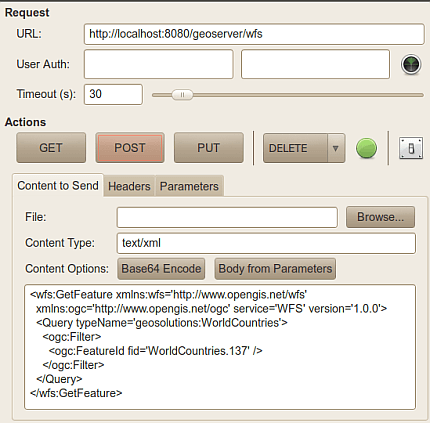 Request
URL: http://localhost:8080/geoserver/wfs
User Auth:
Timeout (s): 30
Actions
GET POST PUT DELETE
Content to Send Headers Parameters
File: Browse...
Content Type: text/xml
Content Options: Base64 Encode Body from Parameters
<wfs:GetFeature xmlns:wfs='http://www.opengis.net/wfs'
xmlns:ogc='http://www.opengis.net/ogc' service='WFS' version='1.0.0'>
<Query typeName='geosolutions:WorldCountries'>
<ogc:Filter>
<ogc:FeatureId fid='WorldCountries.137' />
</ogc:Filter>
</Query>
</wfs:GetFeature>